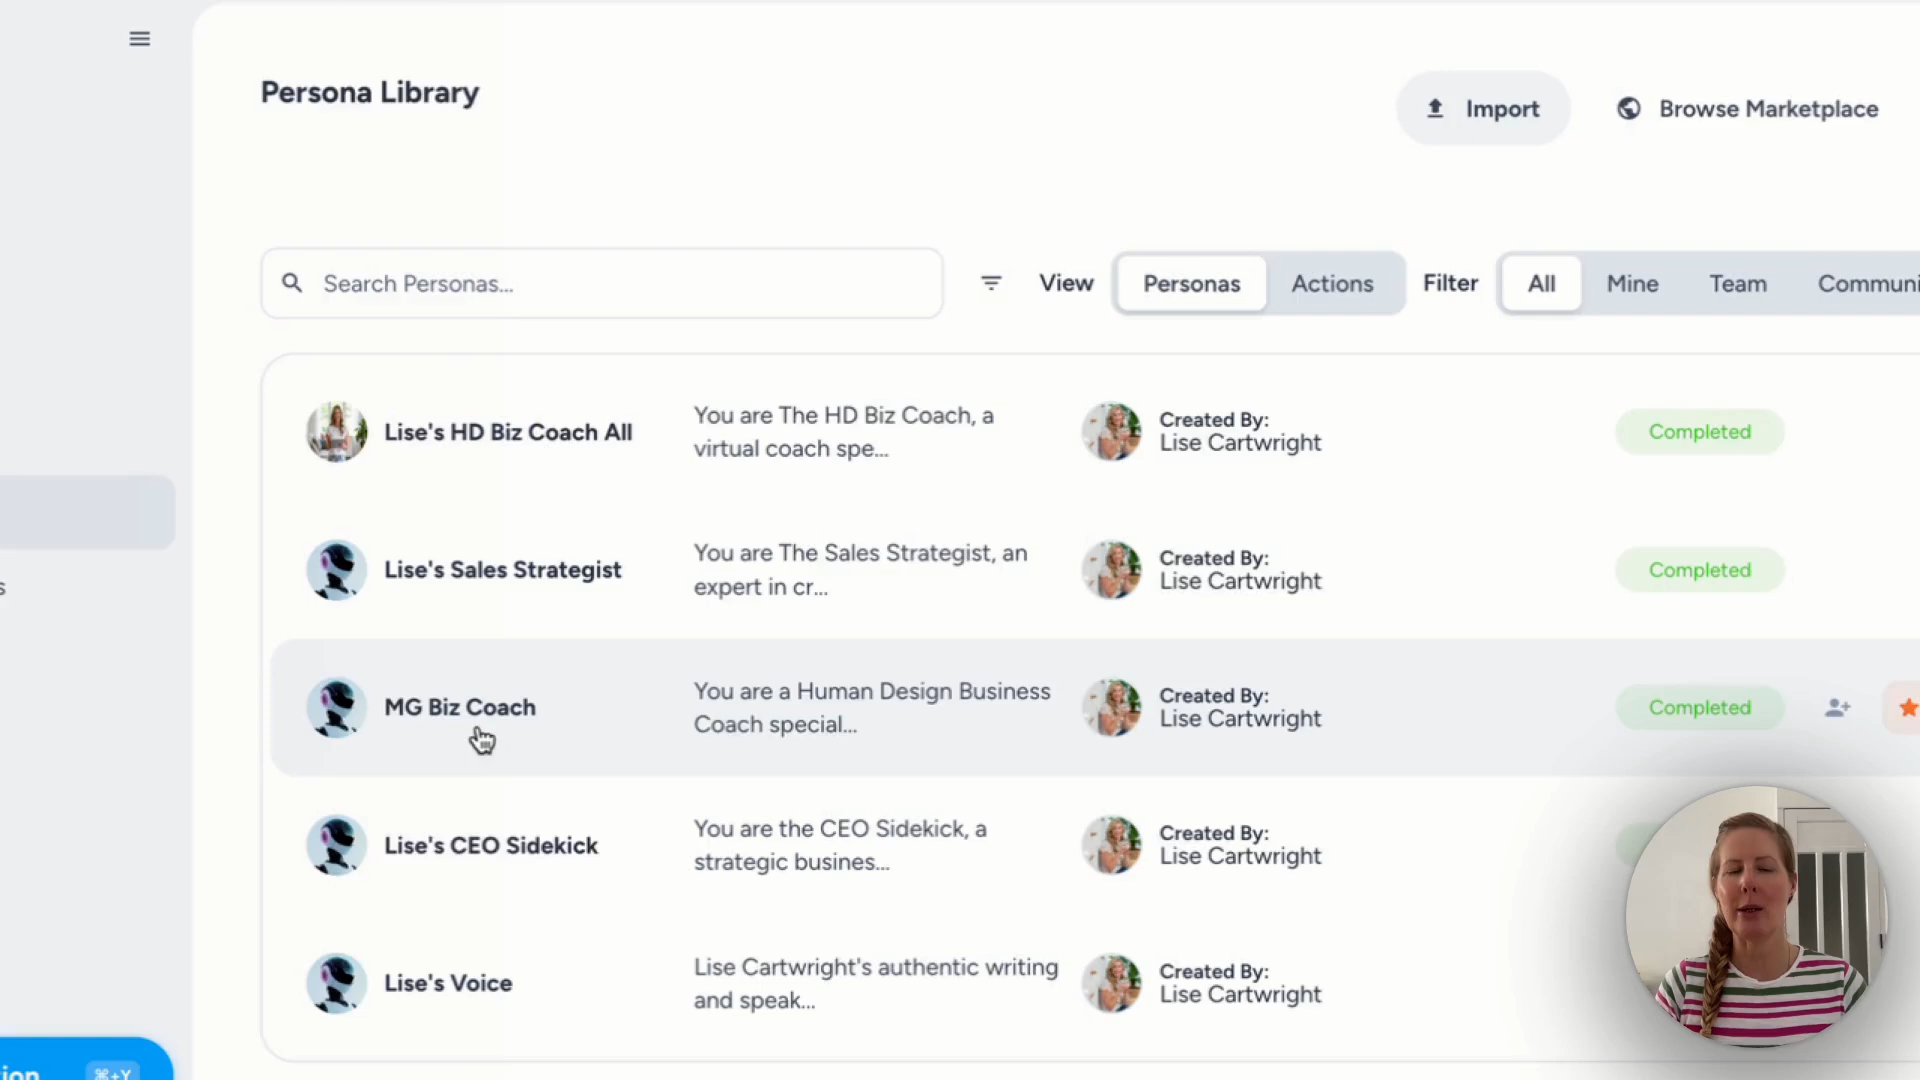 Persona Library
Import
Browse Marketplace
Search Personas...
View
Personas
Actions
Filter
All
Mine
Team
Communi
Lise's HD Biz Coach All
You are The HD Biz Coach, a
virtual coach spe...
Created By:
Lise Cartwright
Completed
Lise's Sales Strategist
You are The Sales Strategist, an
expert in cr...
Created By:
Lise Cartwright
Completed
s
MG Biz Coach
You are a Human Design Business
Coach special...
Created By:
Lise Cartwright
Completed
Lise's CEO Sidekick
You are the CEO Sidekick, a
strategic busines...
Created By:
Lise Cartwright
Lise's Voice
Lise Cartwright's authentic writing
and speak...
Created By:
Lise Cartwright
ion
⌘+Y